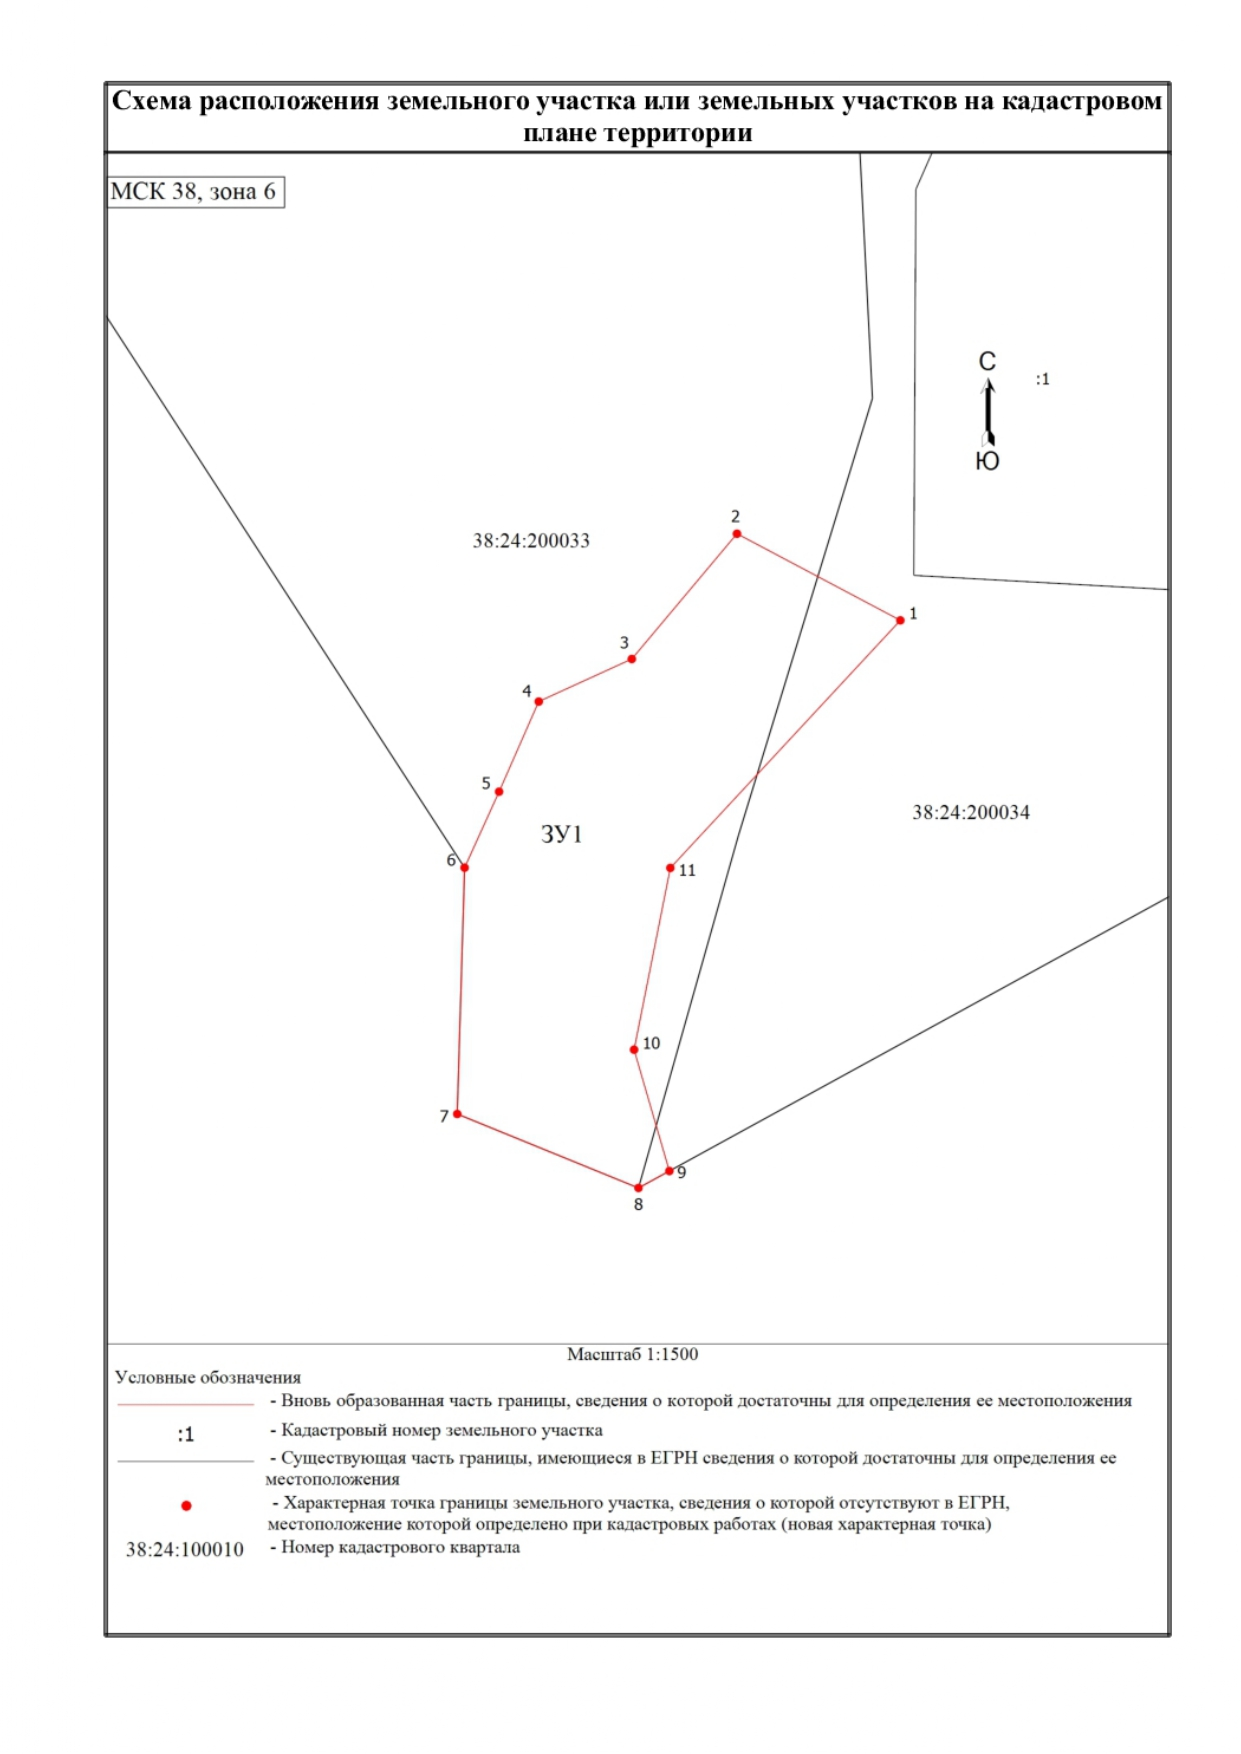 Схема расположения земельного участка или земельных участков на кадастровом
плане территории
МСК 38, зона 6
С
:1
Ю
2
38:24:200033
1
3
4
5
38:24:200034
ЗУ1
6
11
10
7
9
8
Масштаб 1:1500
Условные обозначения
- Вновь образованная часть границы, сведения о которой достаточны для определения ее местоположения
:1 - Кадастровый номер земельного участка
- Существующая часть границы, имеющиеся в ЕГРН сведения о которой достаточны для определения ее
местоположения
- Характерная точка границы земельного участка, сведения о которой отсутствуют в ЕГРН,
местоположение которой определено при кадастровых работах (новая характерная точка)
38:24:100010 - Номер кадастрового квартала